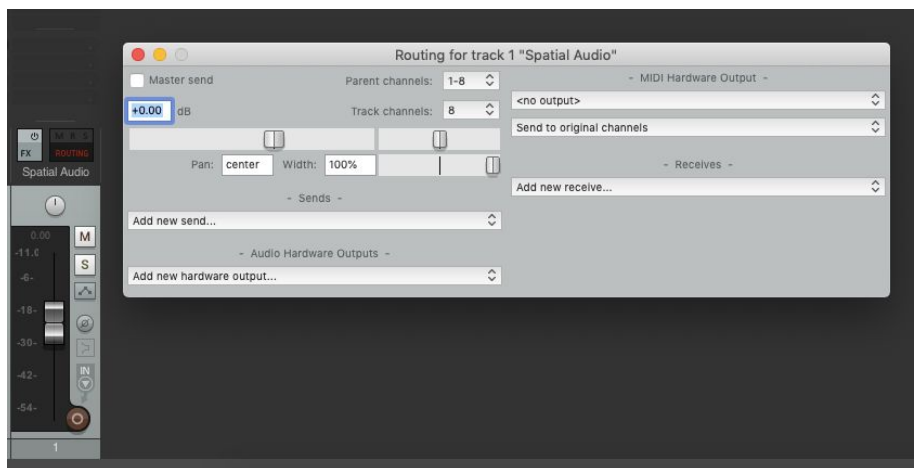 Routing for track 1 "Spatial Audio"
Master send
Parent channels: 1-8
+0.00 dB
Track channels: 8
Pan: center Width: 100%
- Sends -
Add new send...
- Audio Hardware Outputs -
Add new hardware output...
- MIDI Hardware Output -
<no output>
Send to original channels
- Receives -
Add new receive...
M R S
FX ROUTING
Spatial Audio
0.00
M
-11.0
S
-6-
-18-
-30-
-42-
IN
-54-
1